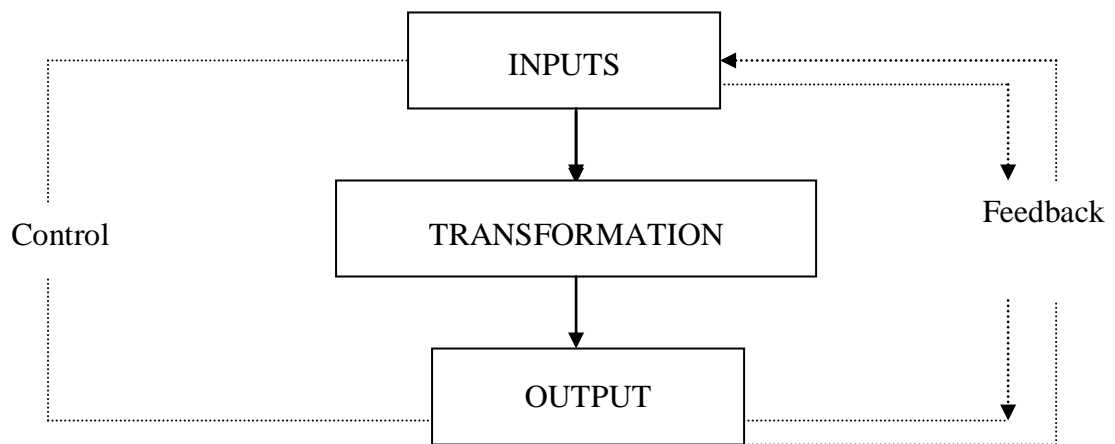 INPUTS
TRANSFORMATION
Feedback
Control
OUTPUT